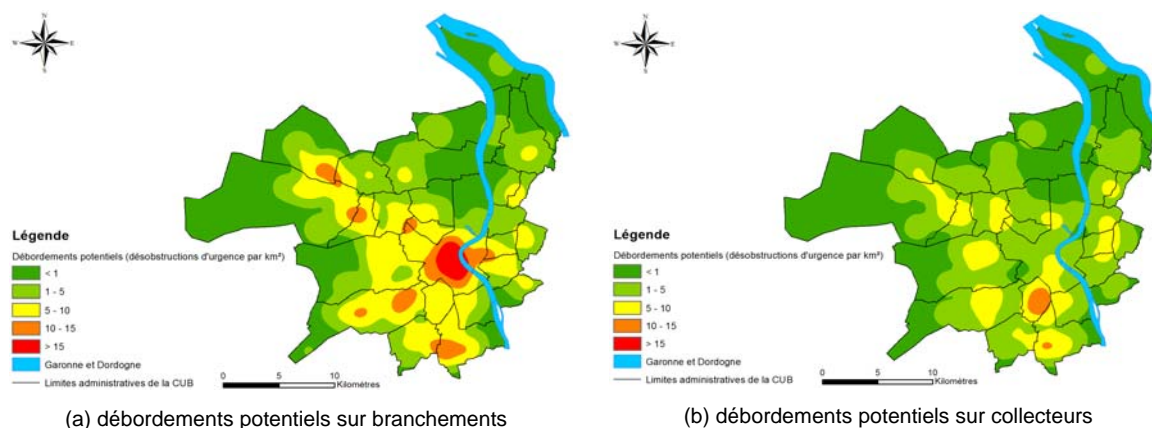 N
W E
S
Légende
Débordements potentiels (désobstructions d'urgence par km²)
< 1
1 - 5
5 - 10
10 - 15
> 15
Garonne et Dordogne
Limites administratives de la CUB
0 5 10
Kilomètres
(a) débordements potentiels sur branchements
N
W E
S
Légende
Débordements potentiels (désobstructions d'urgence par km²)
< 1
1 - 5
5 - 10
10 - 15
> 15
Garonne et Dordogne
Limites administratives de la CUB
0 5 10
Kilomètres
(b) débordements potentiels sur collecteurs